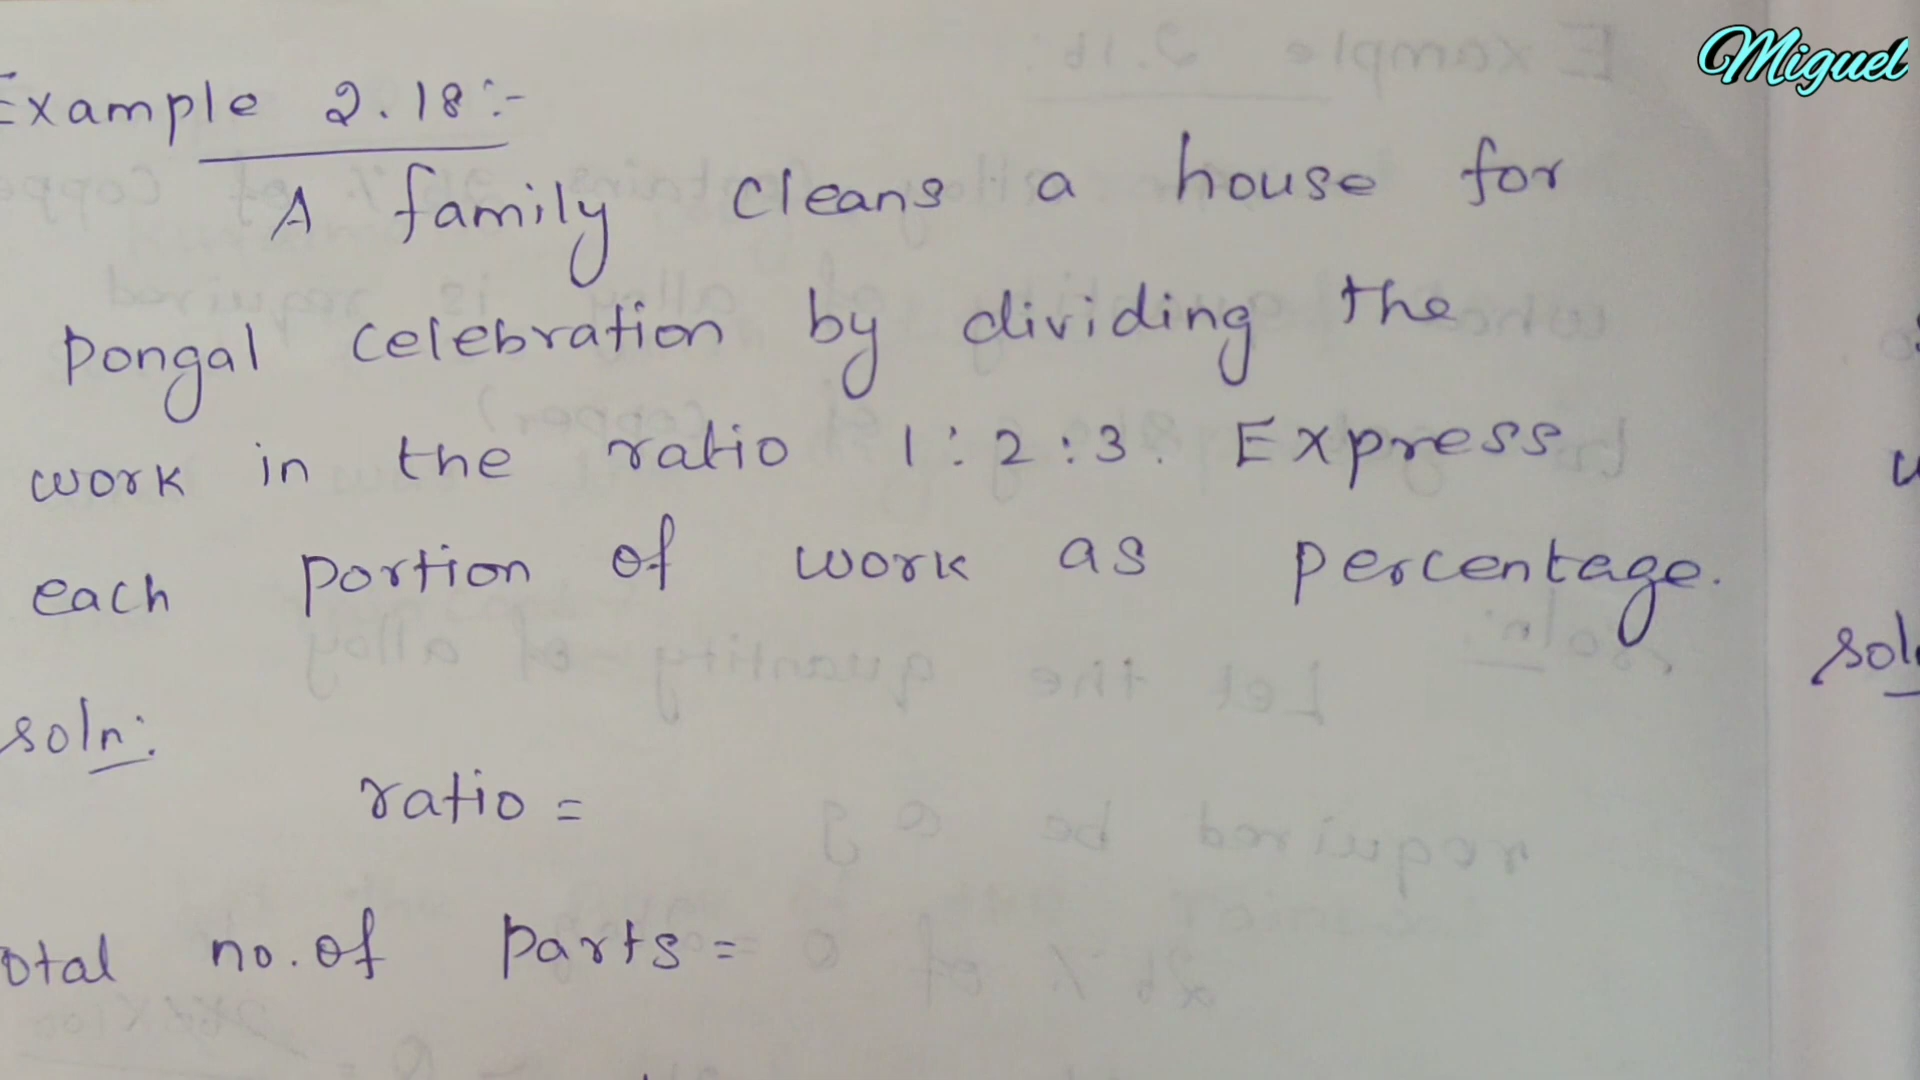 Miguel
Example 2.18:-
A family cleans a house for
Pongal celebration by dividing the
work in the ratio 1:2:3. Express
each portion of work as percentage.
soln:
ratio =
total no. of parts =